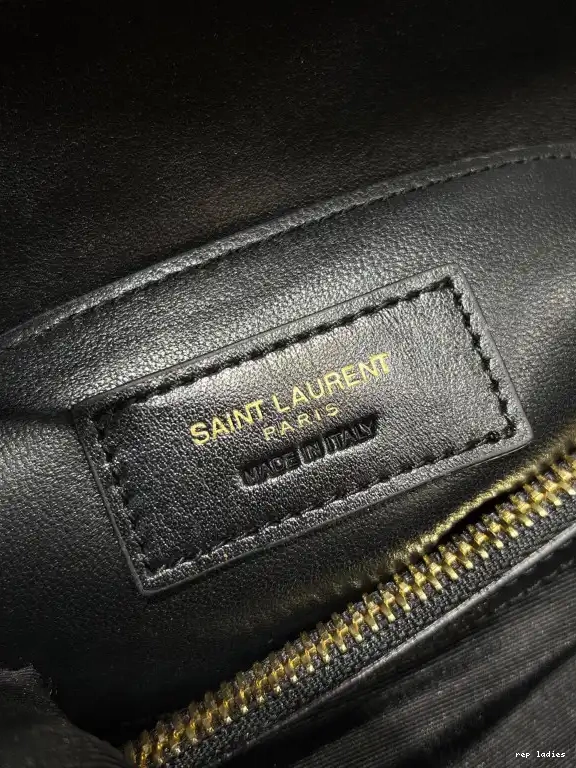 SAINT LAURENT
PARIS
MADE IN ITALY
rep ladies